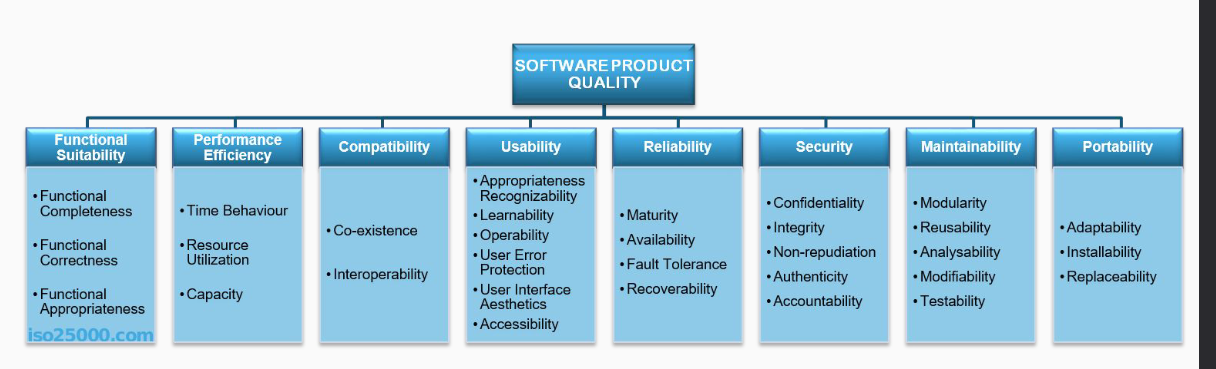 SOFTWARE PRODUCT
QUALITY
Functional
Suitability
• Functional
Completeness
• Functional
Correctness
• Functional
Appropriateness
iso25000.com
Performance
Efficiency
• Time Behaviour
• Resource
Utilization
• Capacity
Compatibility
• Co-existence
• Interoperability
Usability
• Appropriateness
Recognizability
• Learnability
• Operability
• User Error
Protection
• User Interface
Aesthetics
• Accessibility
Reliability
• Maturity
• Availability
• Fault Tolerance
• Recoverability
Security
• Confidentiality
• Integrity
• Non-repudiation
• Authenticity
• Accountability
Maintainability
• Modularity
• Reusability
• Analysability
• Modifiability
• Testability
Portability
• Adaptability
• Installability
• Replaceability